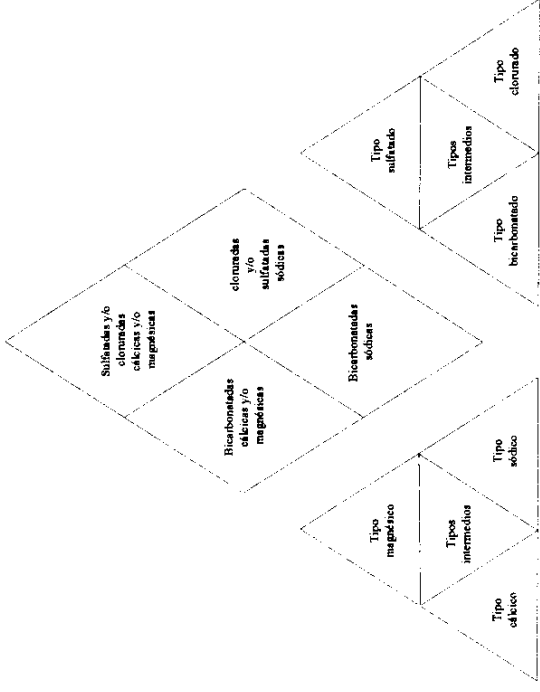 Sulfatadas y/o
cloruradas
cálcicas y/o
magnésicas
Bicarbonatadas
cálcicas y/o
magnésicas
cloruradas
y/o
sulfatadas
sódicas
Bicarbonatadas
sódicas
Tipo
magnésico
Tipos
intermedios
Tipo
cálcico
Tipo
sódico
Tipo
sulfatado
Tipos
intermedios
Tipo
bicarbonatado
Tipo
clorurado